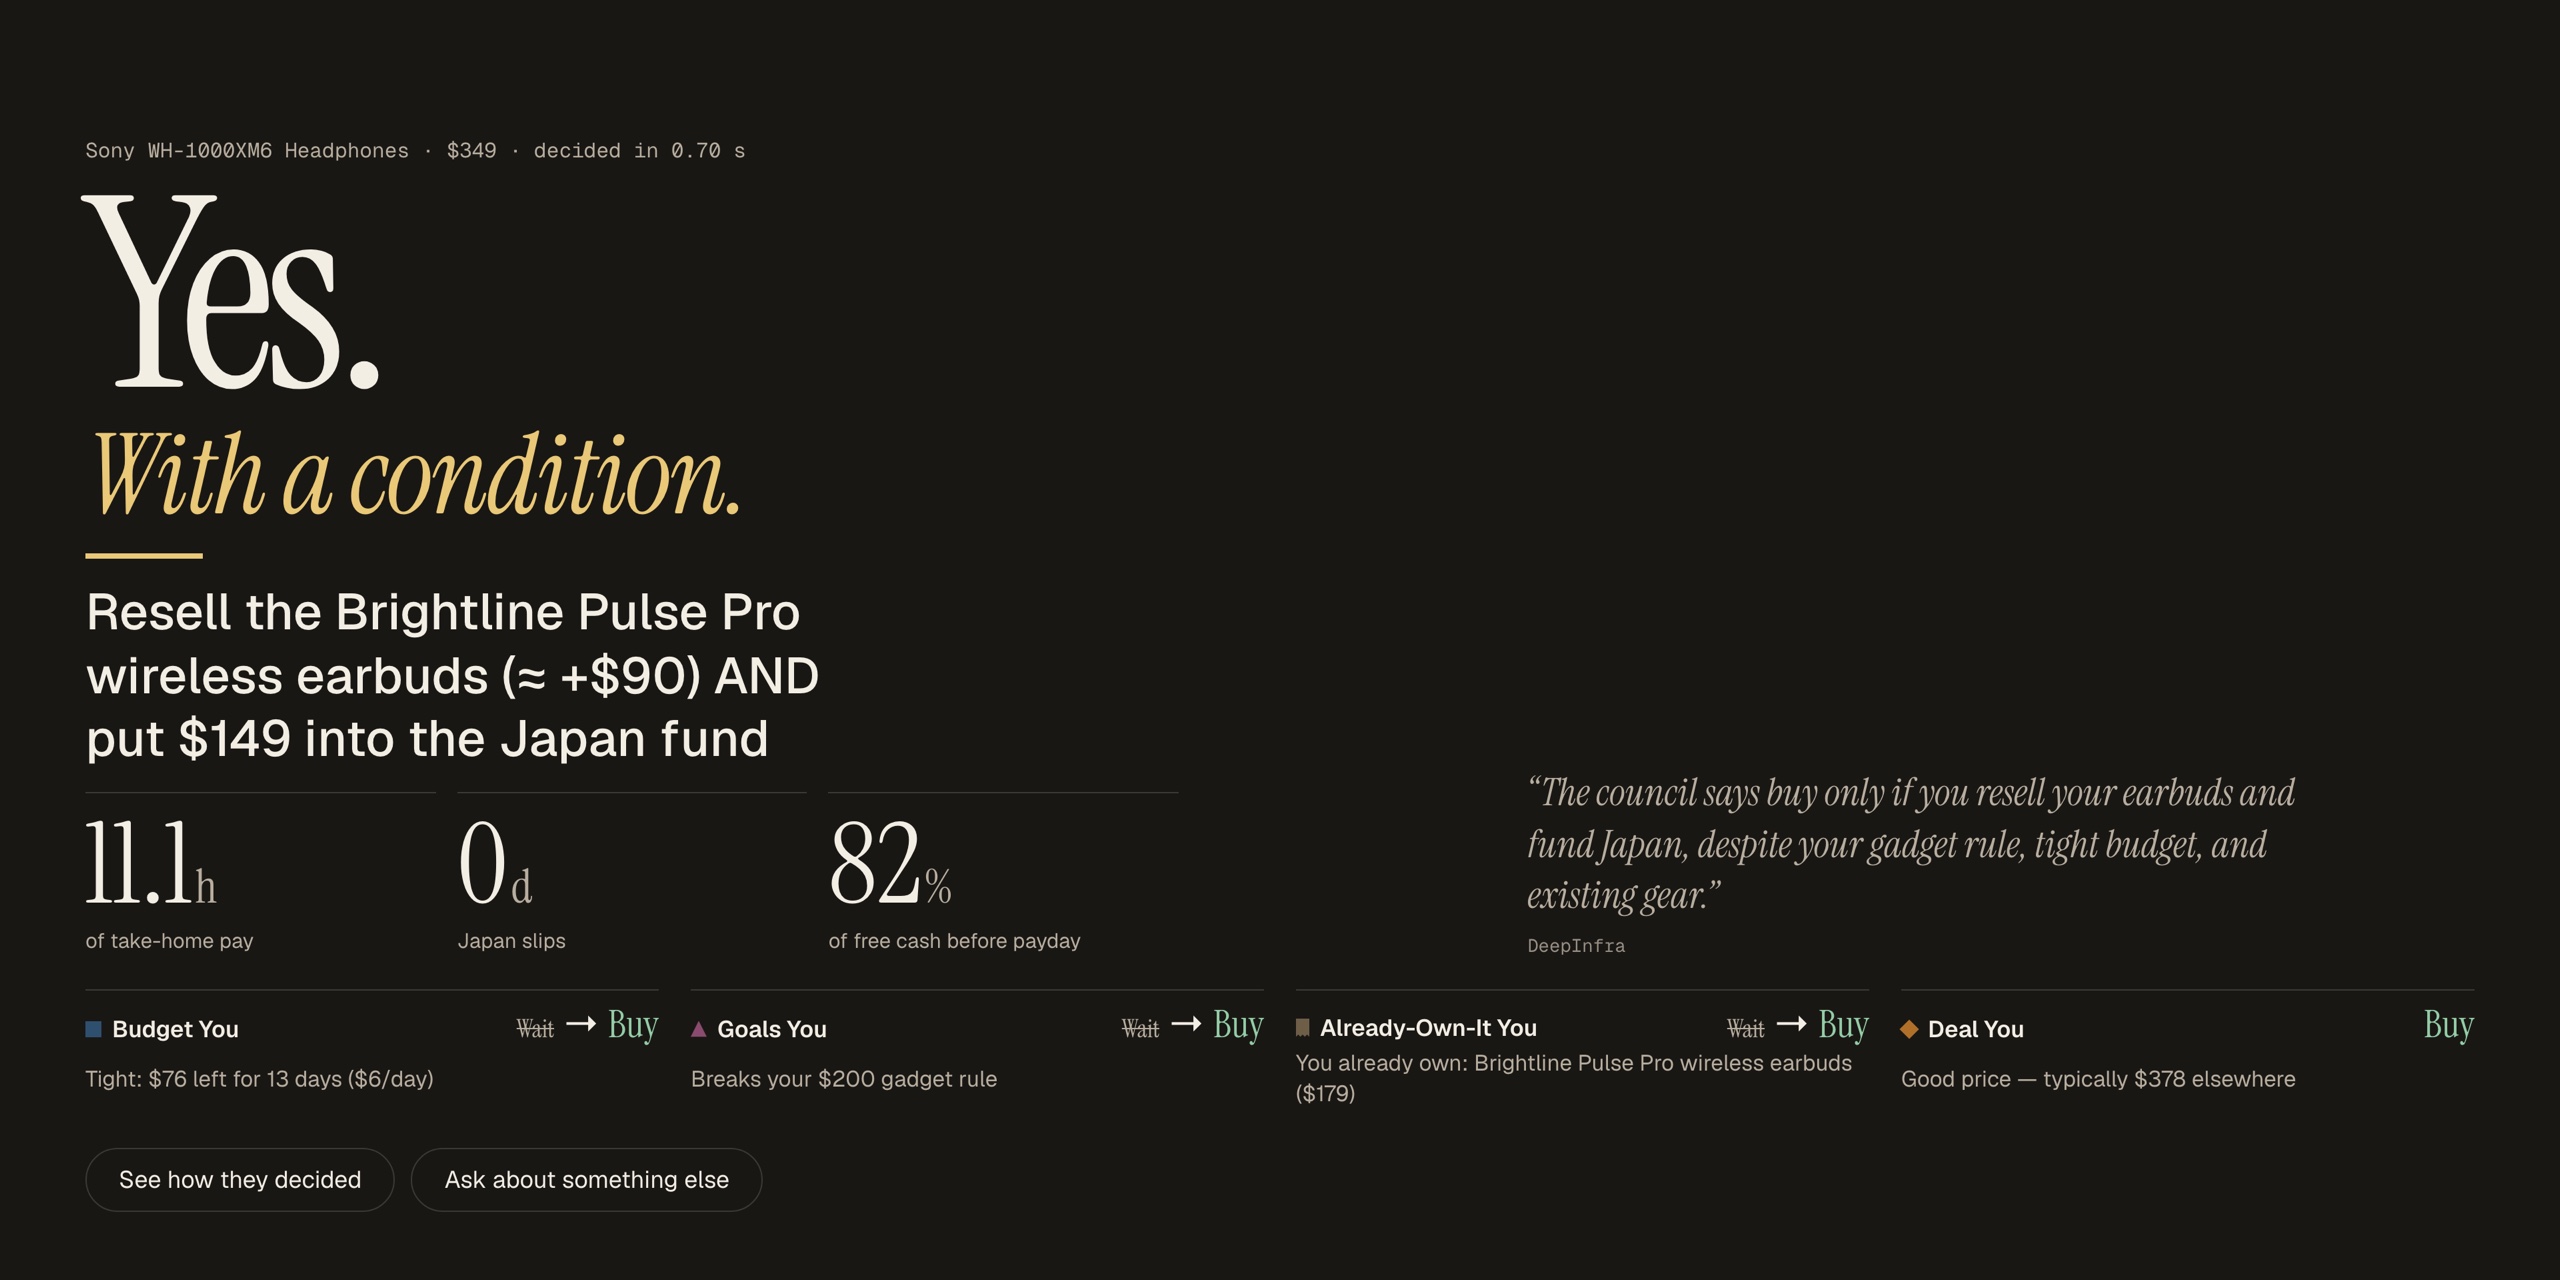 Sony WH-1000XM6 Headphones · $349 · decided in 0.70 s
Yes.
With a condition.
Resell the Brightline Pulse Pro
wireless earbuds (≈ +$90) AND
put $149 into the Japan fund
11.1h
of take-home pay
0d
Japan slips
82%
of free cash before payday
“The council says buy only if you resell your earbuds and
fund Japan, despite your gadget rule, tight budget, and
existing gear.”
DeepInfra
Budget You Wait → Buy
Tight: $76 left for 13 days ($6/day)
Goals You Wait → Buy
Breaks your $200 gadget rule
Already-Own-It You Wait → Buy
You already own: Brightline Pulse Pro wireless earbuds
($179)
Deal You Buy
Good price — typically $378 elsewhere
See how they decided
Ask about something else